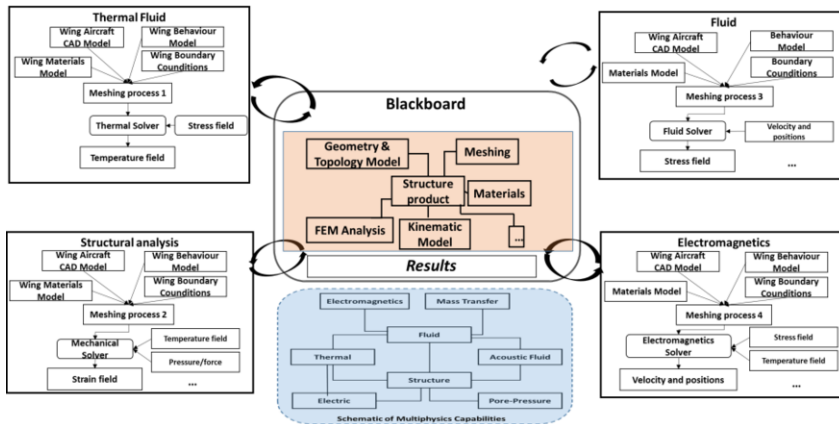 Thermal Fluid
Wing Aircraft
CAD Model
Wing Behaviour
Model
Wing Materials Model
Wing Boundary
Counditions
Meshing process 1
Thermal Solver
Stress field
Temperature field
Fluid
Wing Aircraft
CAD Model
Behaviour
Model
Materials Model
Boundary
Conditions
Meshing process 3
Fluid Solver
Velocity and
positions
Stress field
...
Blackboard
Geometry &
Topology Model
Meshing
Structure
product
Materials
FEM Analysis
Kinematic
Model
...
Results
Structural analysis
Wing Aircraft
CAD Model
Wing Behaviour
Model
Wing Materials
Model
Wing Boundary
Counditions
Meshing process 2
Mechanical
Solver
Temperature field
Pressure/force
Strain field
...
Electromagnetics
Wing Aircraft
CAD Model
Wing Behaviour
Model
Materials Model
Wing Boundary
Counditions
Meshing process 4
Electromagnetics
Solver
Stress field
Temperature field
Velocity and positions
...
Electromagnetics
Mass Transfer
Fluid
Thermal
Acoustic Fluid
Structure
Electric
Pore-Pressure
Schematic of Multiphysics Capabilities